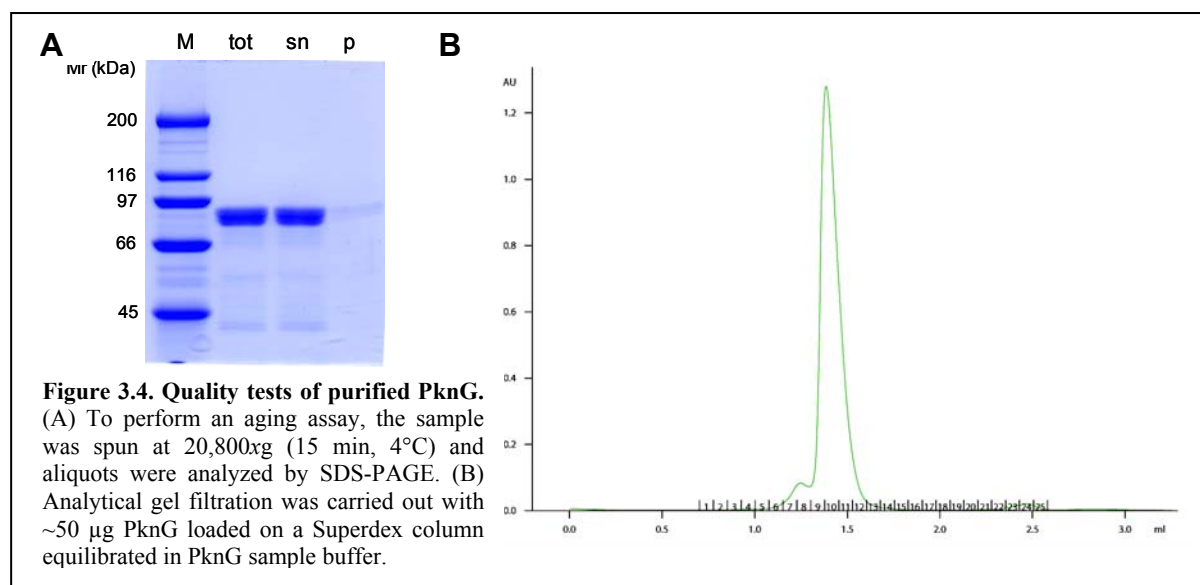 A
M tot sn p
Mr (kDa)
200
116
97
66
45
B
AU
1.2
1.0
0.8
0.6
0.4
0.2
0.0
1 2 3 4 5 6 7 8 9 10 11 12 13 14 15 16 17 18 19 20 21 22 23 24 25
0.0 0.5 1.0 1.5 2.0 2.5 3.0 ml
Figure 3.4. Quality tests of purified PknG.
(A) To perform an aging assay, the sample
was spun at 20,800xg (15 min, 4°C) and
aliquots were analyzed by SDS-PAGE. (B)
Analytical gel filtration was carried out with
~50 µg PknG loaded on a Superdex column
equilibrated in PknG sample buffer.